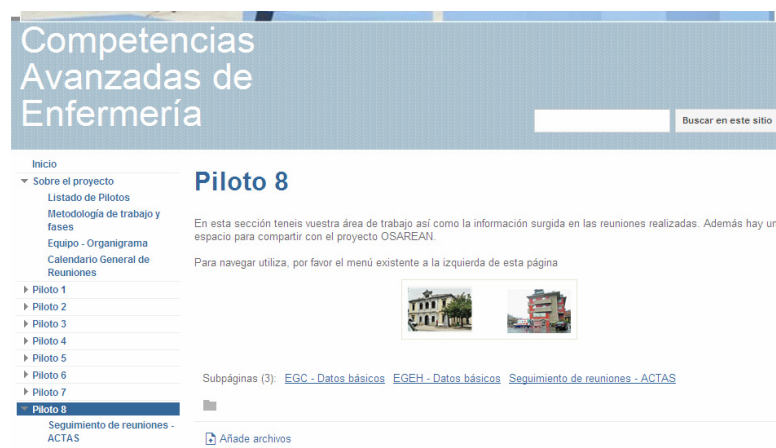 Competencias
Avanzadas de
Enfermería
Buscar en este sitio
Inicio
Sobre el proyecto
Listado de Pilotos
Metodología de trabajo y
fases
Equipo - Organigrama
Calendario General de
Reuniones
Piloto 1
Piloto 2
Piloto 3
Piloto 4
Piloto 5
Piloto 6
Piloto 7
Piloto 8
Seguimiento de reuniones -
ACTAS
Piloto 8
En esta sección teneis vuestra área de trabajo así como la información surgida en las reuniones realizadas. Además hay un
espacio para compartir con el proyecto OSAREAN.
Para navegar utiliza, por favor el menú existente a la izquierda de esta página
Subpáginas (3): EGC - Datos básicos EGEH - Datos básicos Seguimiento de reuniones - ACTAS
Añade archivos